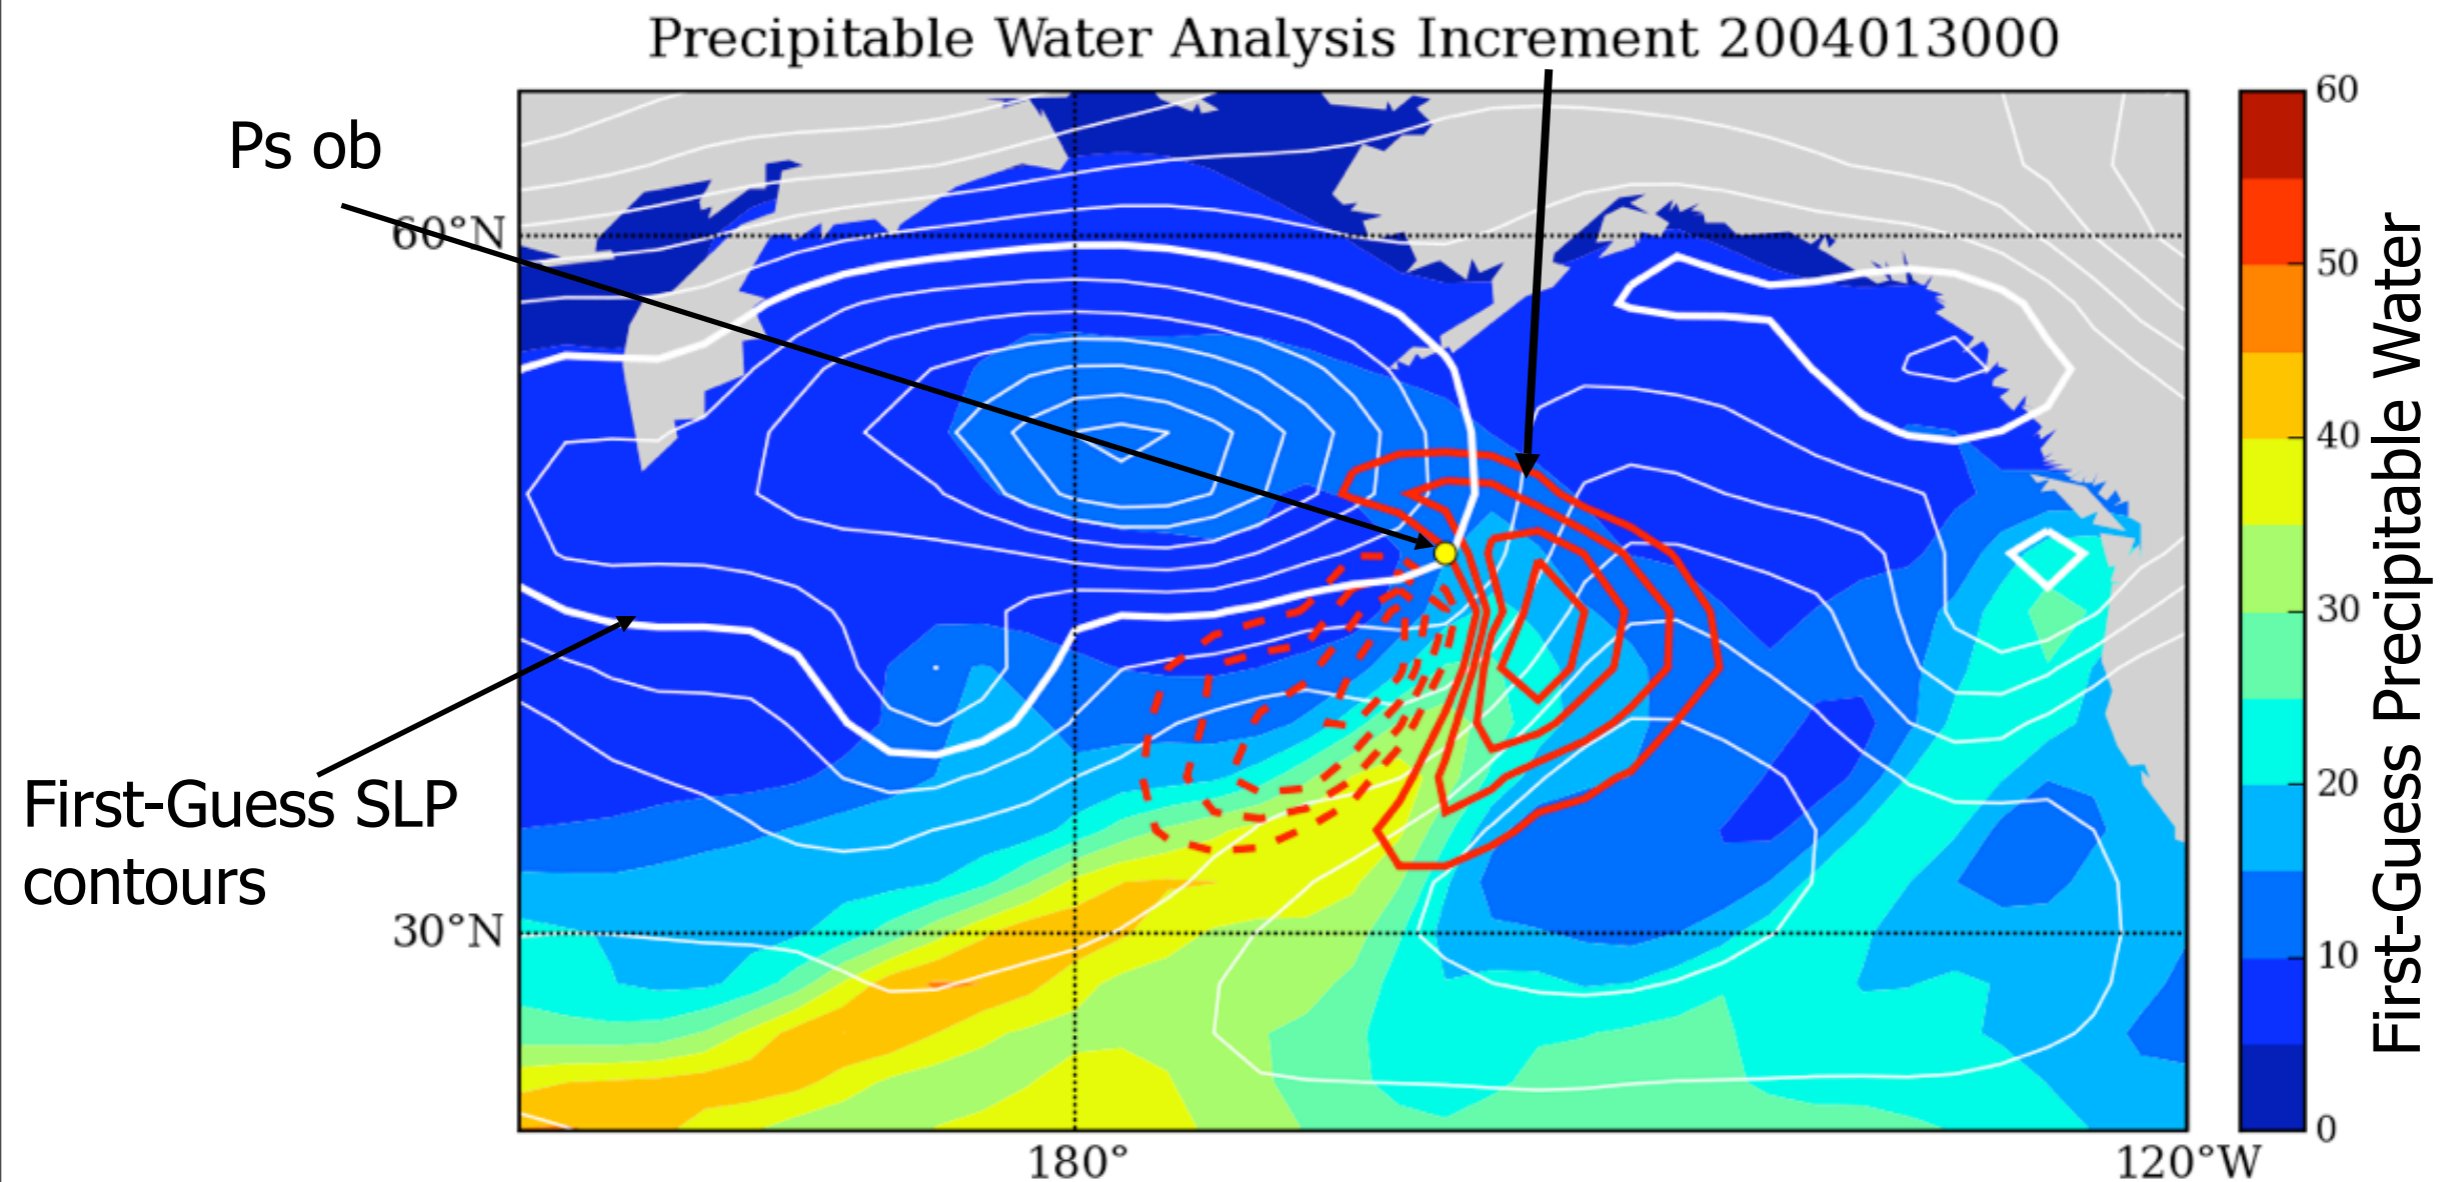 Precipitable Water Analysis Increment 2004013000
Ps ob
60°N
First-Guess SLP
contours
30°N
180°
120°W
60
50
40
30
20
10
0
First-Guess Precipitable Water